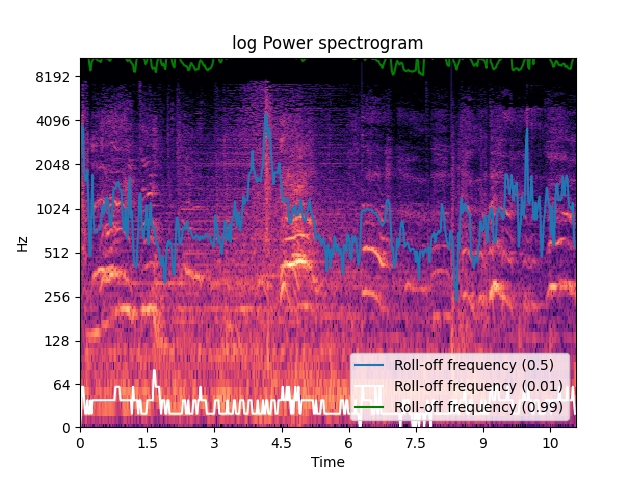 log Power spectrogram
Hz
8192
4096
2048
1024
512
256
128
64
0
Roll-off frequency (0.5)
Roll-off frequency (0.01)
Roll-off frequency (0.99)
0 1.5 3 4.5 6 7.5 9 10
Time